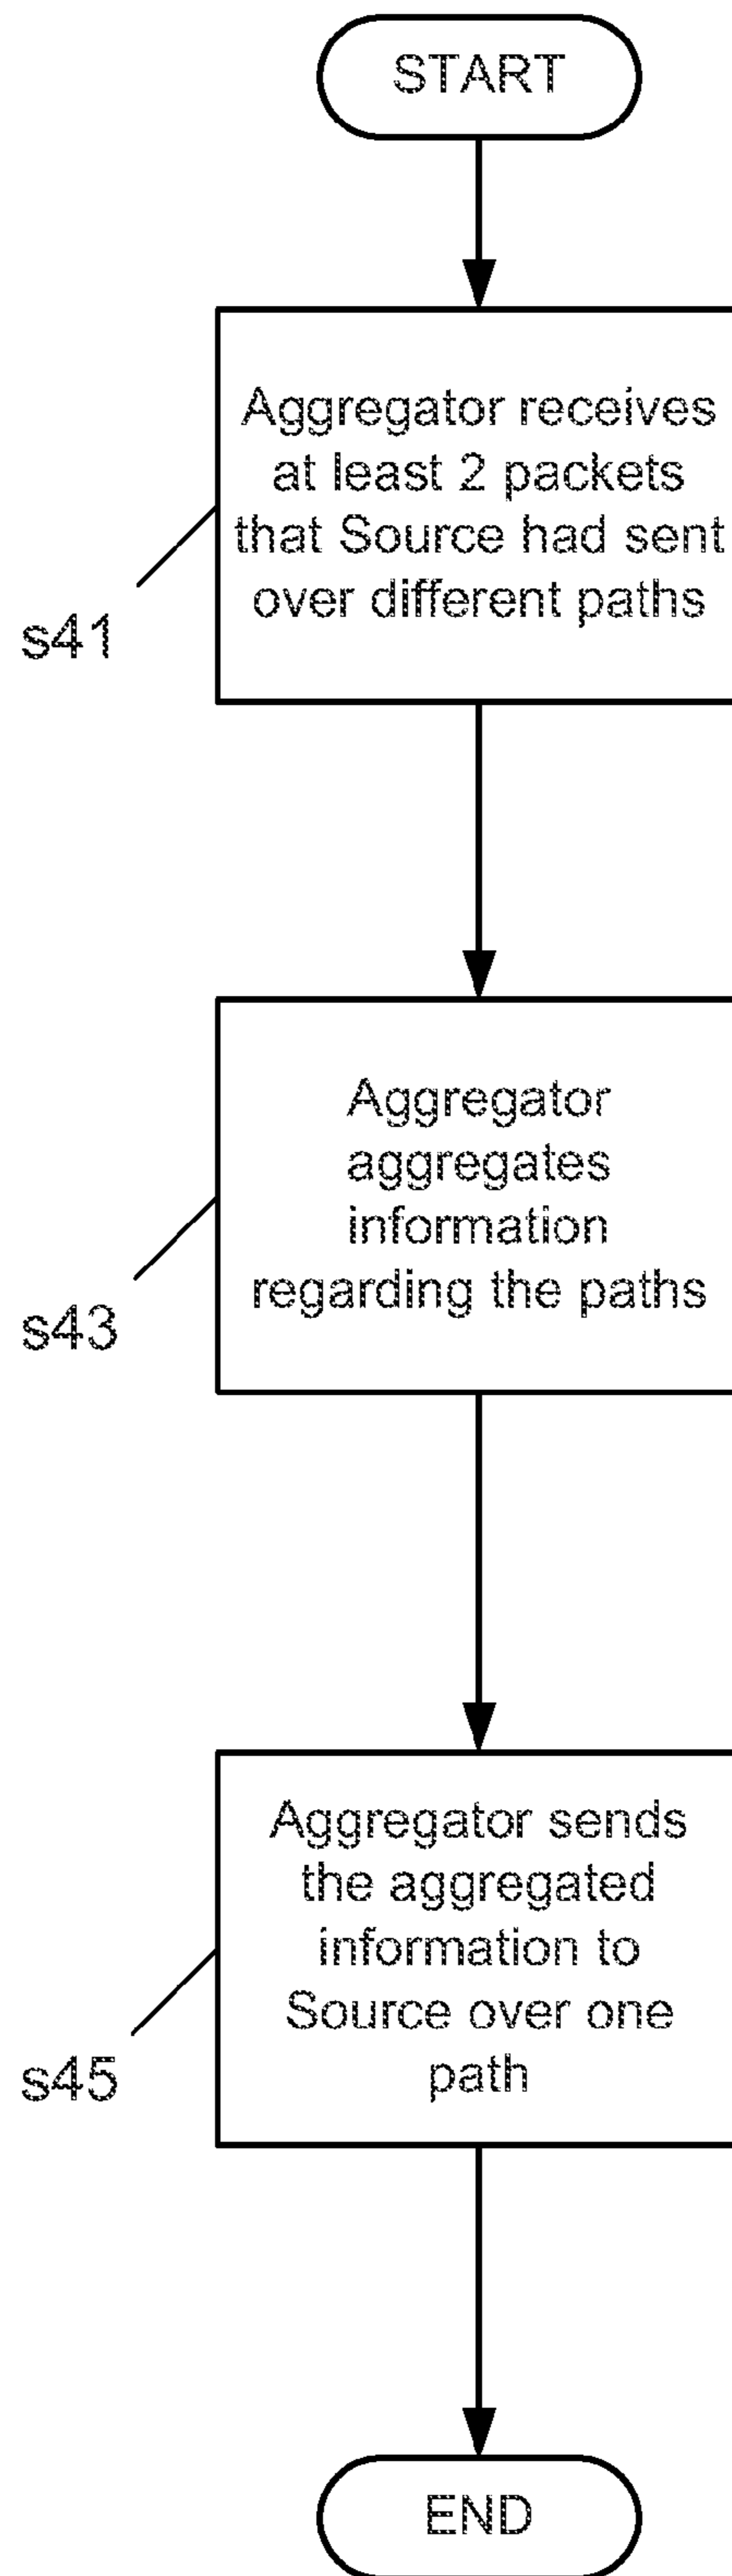 START
Aggregator receives
at least 2 packets
that Source had sent
over different paths
s41
Aggregator
aggregates
information
regarding the paths
s43
Aggregator sends
the aggregated
information to
Source over one
path
s45
END